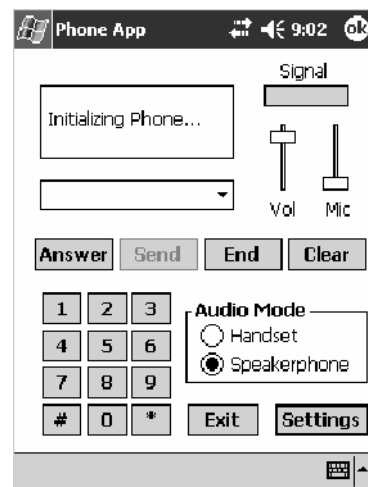 Phone App 9:02 ok
Signal
Initializing Phone...
Vol Mic
Answer Send End Clear
1 2 3
4 5 6
7 8 9
# 0 *
Audio Mode
Handset
Speakerphone
Exit Settings